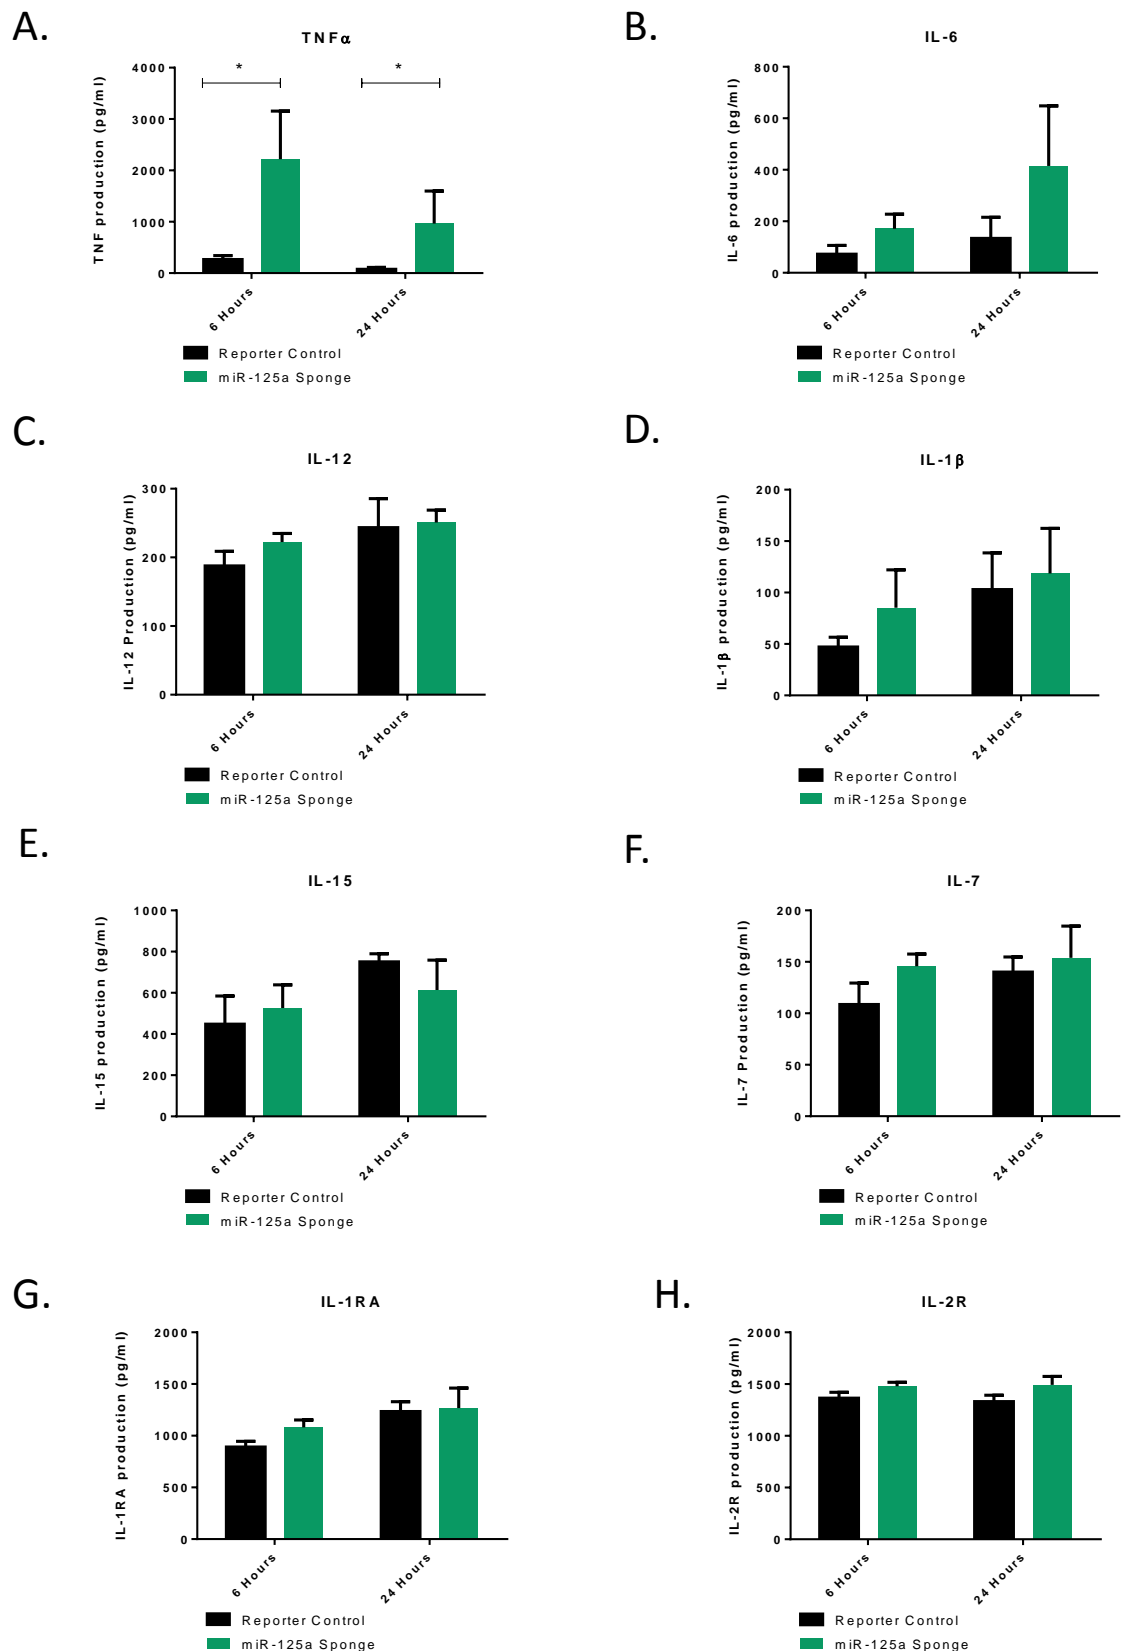 A.
TNFα
TNF production (pg/ml)
4000
3000
2000
1000
0
*
*
6 Hours
24 Hours
Reporter Control
miR-125a Sponge
B.
IL-6
IL-6 production (pg/ml)
800
600
400
200
0
6 Hours
24 Hours
Reporter Control
miR-125a Sponge
C.
IL-12
IL-12 Production (pg/ml)
300
200
100
0
6 Hours
24 Hours
Reporter Control
miR-125a Sponge
D.
IL-1β
IL-1β production (pg/ml)
200
150
100
50
0
6 Hours
24 Hours
Reporter Control
miR-125a Sponge
E.
IL-15
IL-15 production (pg/ml)
1000
800
600
400
200
0
6 Hours
24 Hours
Reporter Control
miR-125a Sponge
F.
IL-7
IL-7 Production (pg/ml)
200
150
100
50
0
6 Hours
24 Hours
Reporter Control
miR-125a Sponge
G.
IL-1RA
IL-1RA production (pg/ml)
2000
1500
1000
500
0
6 Hours
24 Hours
Reporter Control
miR-125a Sponge
H.
IL-2R
IL-2R production (pg/ml)
2000
1500
1000
500
0
6 Hours
24 Hours
Reporter Control
miR-125a Sponge